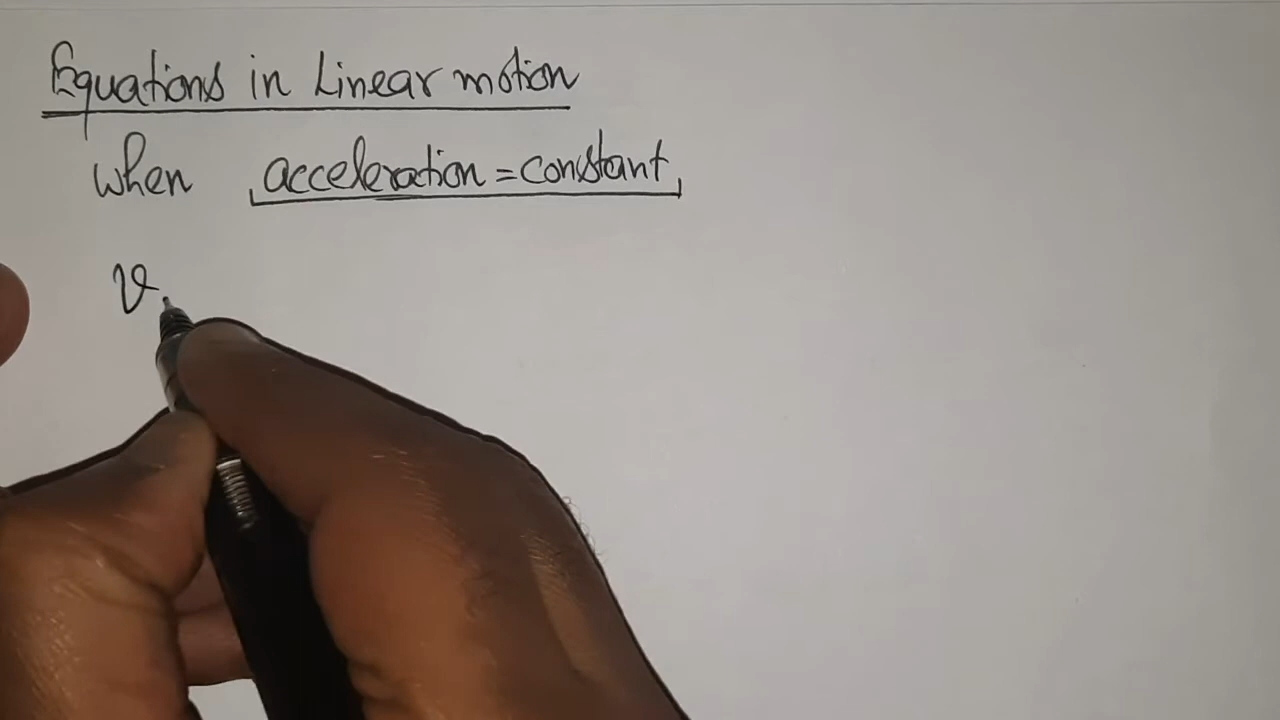 Equations in Linear motion
when acceleration = constant
v